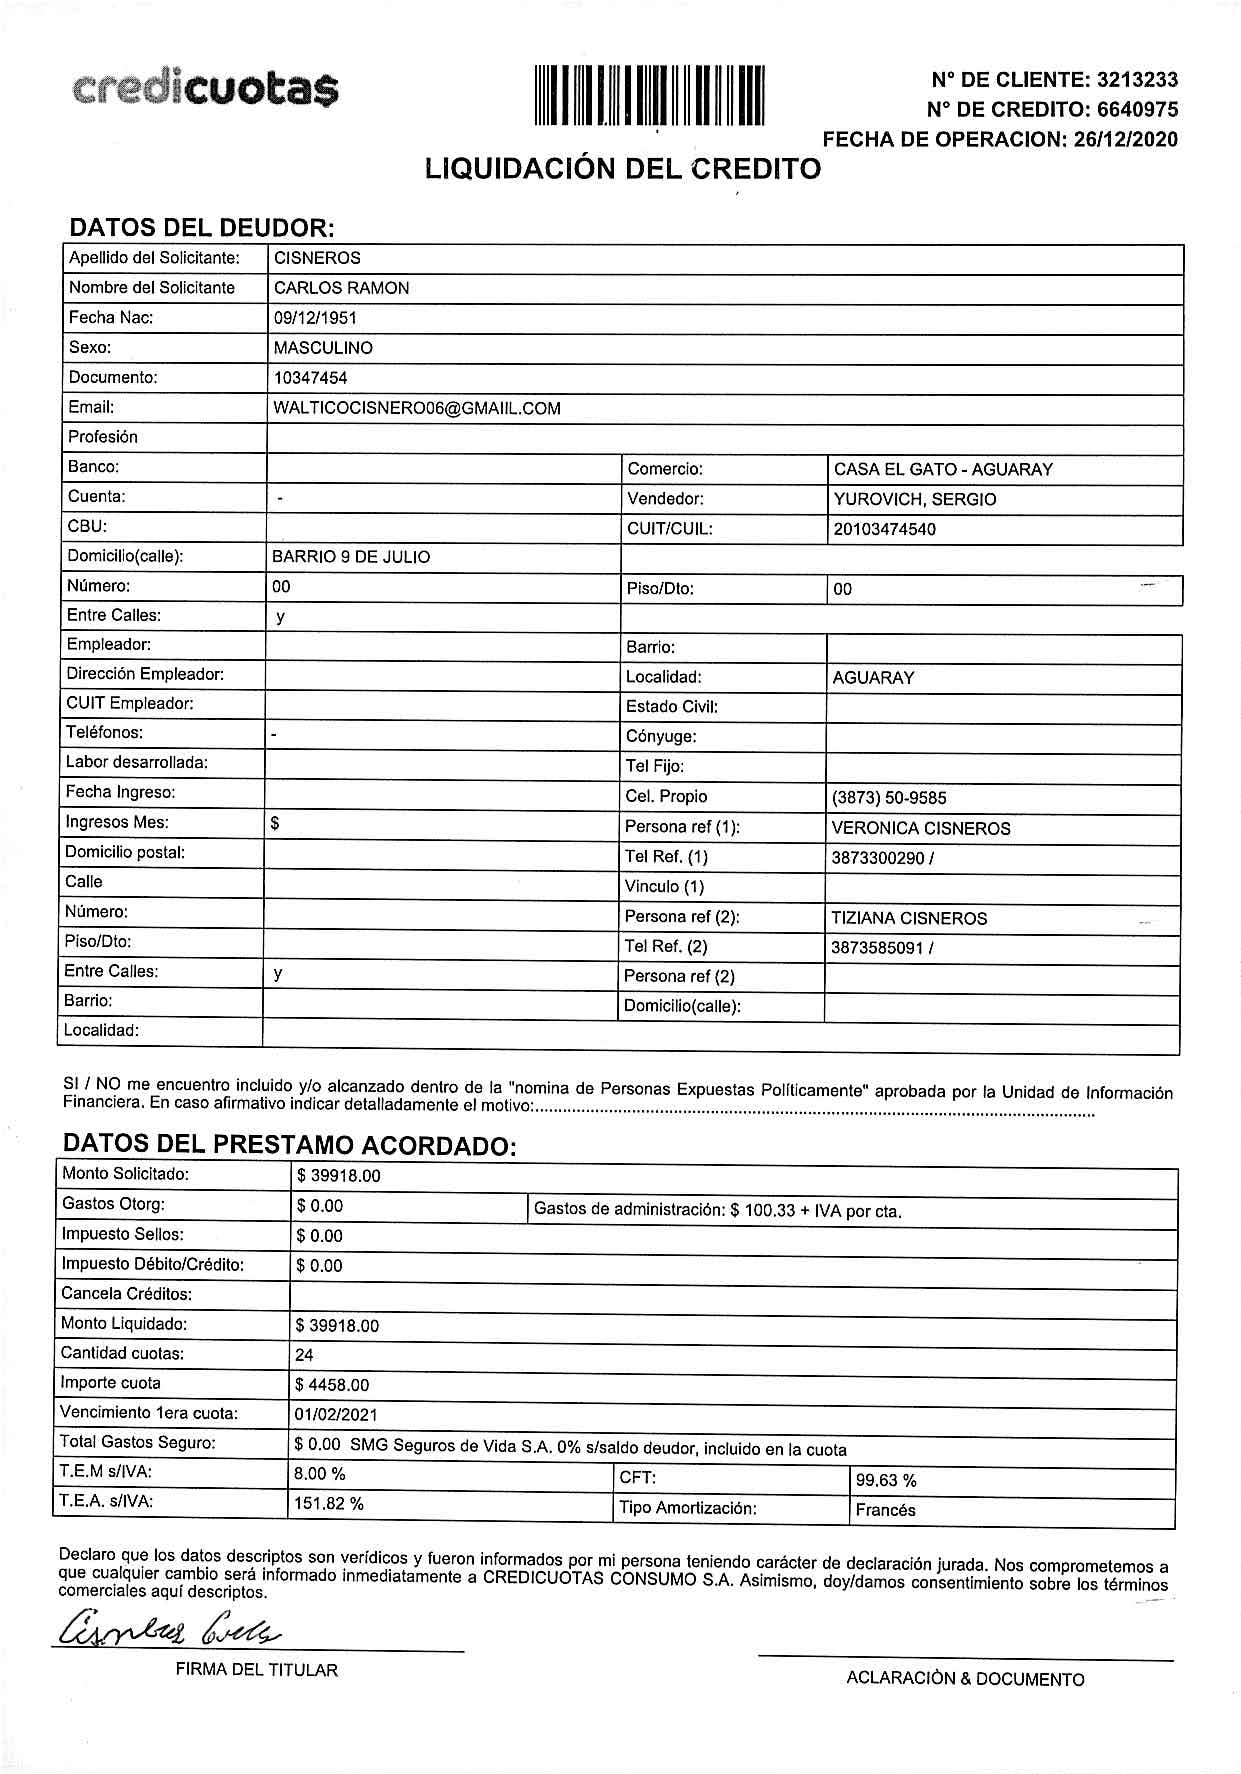 credicuotas
Nº DE CLIENTE: 3213233
Nº DE CREDITO: 6640975
FECHA DE OPERACION: 26/12/2020
LIQUIDACIÓN DEL CREDITO
DATOS DEL DEUDOR:
Apellido del Solicitante: CISNEROS
Nombre del Solicitante CARLOS RAMON
Fecha Nac: 09/12/1951
Sexo: MASCULINO
Documento: 10347454
Email: WALTICOCISNERO06@GMAIIL.COM
Profesión
Banco: Comercio: CASA EL GATO - AGUARAY
Cuenta: - Vendedor: YUROVICH, SERGIO
CBU: CUIT/CUIL: 20103474540
Domicilio(calle): BARRIO 9 DE JULIO
Número: 00 Piso/Dto: 00
Entre Calles: y
Empleador: Barrio:
Dirección Empleador: Localidad: AGUARAY
CUIT Empleador: Estado Civil:
Teléfonos: - Cónyuge:
Labor desarrollada: Tel Fijo:
Fecha Ingreso: Cel. Propio (3873) 50-9585
Ingresos Mes: $ Persona ref (1): VERONICA CISNEROS
Domicilio postal: Tel Ref. (1) 3873300290 /
Calle Vinculo (1)
Número: Persona ref (2): TIZIANA CISNEROS
Piso/Dto: Tel Ref. (2) 3873585091 /
Entre Calles: y Persona ref (2)
Barrio: Domicilio(calle):
Localidad:
SI / NO me encuentro incluido y/o alcanzado dentro de la "nomina de Personas Expuestas Políticamente" aprobada por la Unidad de Información
Financiera. En caso afirmativo indicar detalladamente el motivo:....................................................................................................
DATOS DEL PRESTAMO ACORDADO:
Monto Solicitado: $ 39918.00
Gastos Otorg: $ 0.00 Gastos de administración: $ 100.33 + IVA por cta.
Impuesto Sellos: $ 0.00
Impuesto Débito/Crédito: $ 0.00
Cancela Créditos:
Monto Liquidado: $ 39918.00
Cantidad cuotas: 24
Importe cuota $ 4458.00
Vencimiento 1era cuota: 01/02/2021
Total Gastos Seguro: $ 0.00 SMG Seguros de Vida S.A. 0% s/saldo deudor, incluido en la cuota
T.E.M s/IVA: 8.00 % CFT: 99.63 %
T.E.A. s/IVA: 151.82 % Tipo Amortización: Francés
Declaro que los datos descriptos son verídicos y fueron informados por mi persona teniendo carácter de declaración jurada. Nos comprometemos a
que cualquier cambio será informado inmediatamente a CREDICUOTAS CONSUMO S.A. Asimismo, doy/damos consentimiento sobre los términos
comerciales aquí descriptos.
FIRMA DEL TITULAR
ACLARACIÓN & DOCUMENTO